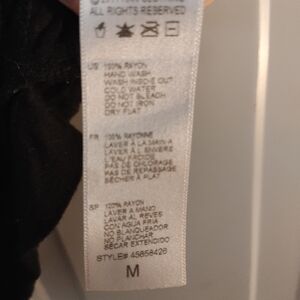 ALL RIGHTS RESERVED
US 100% RAYON
HAND WASH
WASH INSIDE OUT
COLD WATER
DO NOT BLEACH
DO NOT IRON
DRY FLAT
FR 100% RAYONNE
LAVER À LA MAIN
LAVER À L'ENVERS
L'EAU FROIDE
PAS DE CHLORAGE
PAS DE REPASSAGE
SÉCHER À PLAT
SP 100% RAYON
LAVAR A MANO
LAVAR AL REVES
CON AGUA FRIA
NO BLANQUEADOR
NO PLANCHAR
SECAR EXTENDIDO
STYLE# 45858426
M